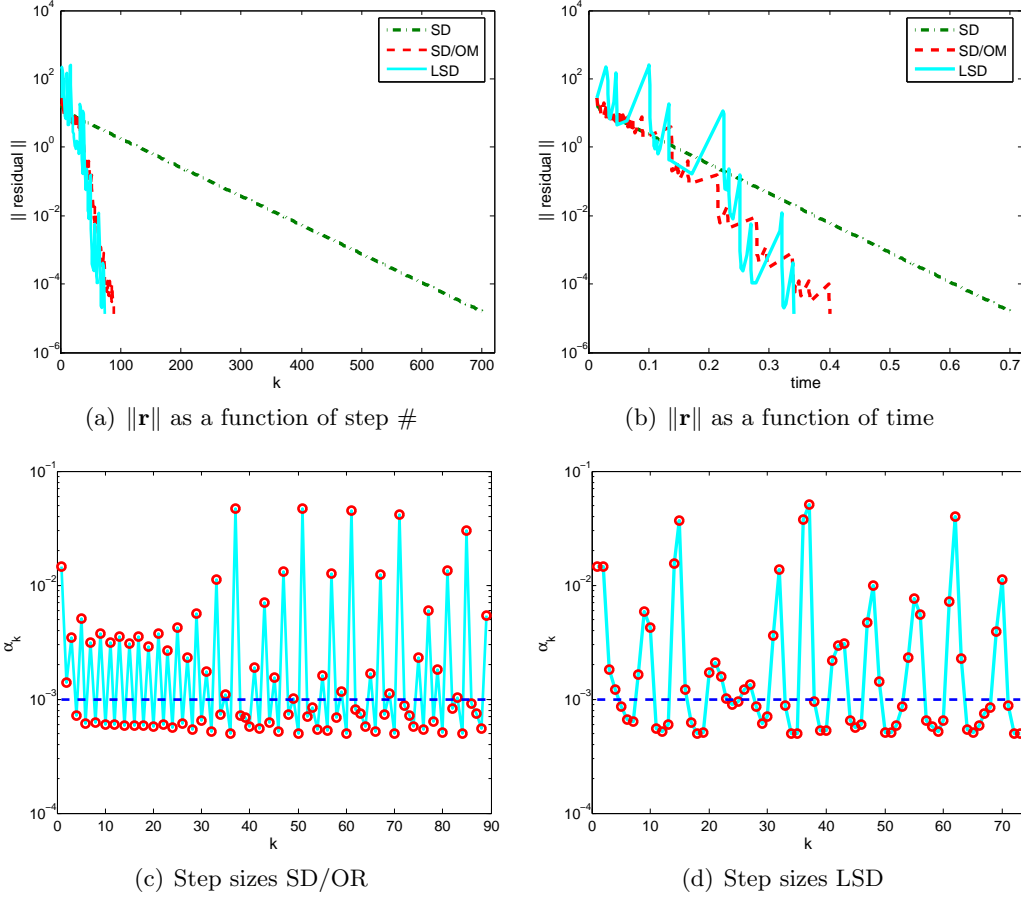 10^4
10^2
10^0
10^−2
10^−4
10^−6
|| residual ||
0 100 200 300 400 500 600 700
k
SD
SD/OM
LSD
(a) ‖r‖ as a function of step #
10^4
10^2
10^0
10^−2
10^−4
10^−6
|| residual ||
0 0.1 0.2 0.3 0.4 0.5 0.6 0.7
time
SD
SD/OM
LSD
(b) ‖r‖ as a function of time
10^−1
10^−2
10^−3
10^−4
α_k
0 10 20 30 40 50 60 70 80 90
k
(c) Step sizes SD/OR
10^−1
10^−2
10^−3
10^−4
α_k
0 10 20 30 40 50 60 70
k
(d) Step sizes LSD